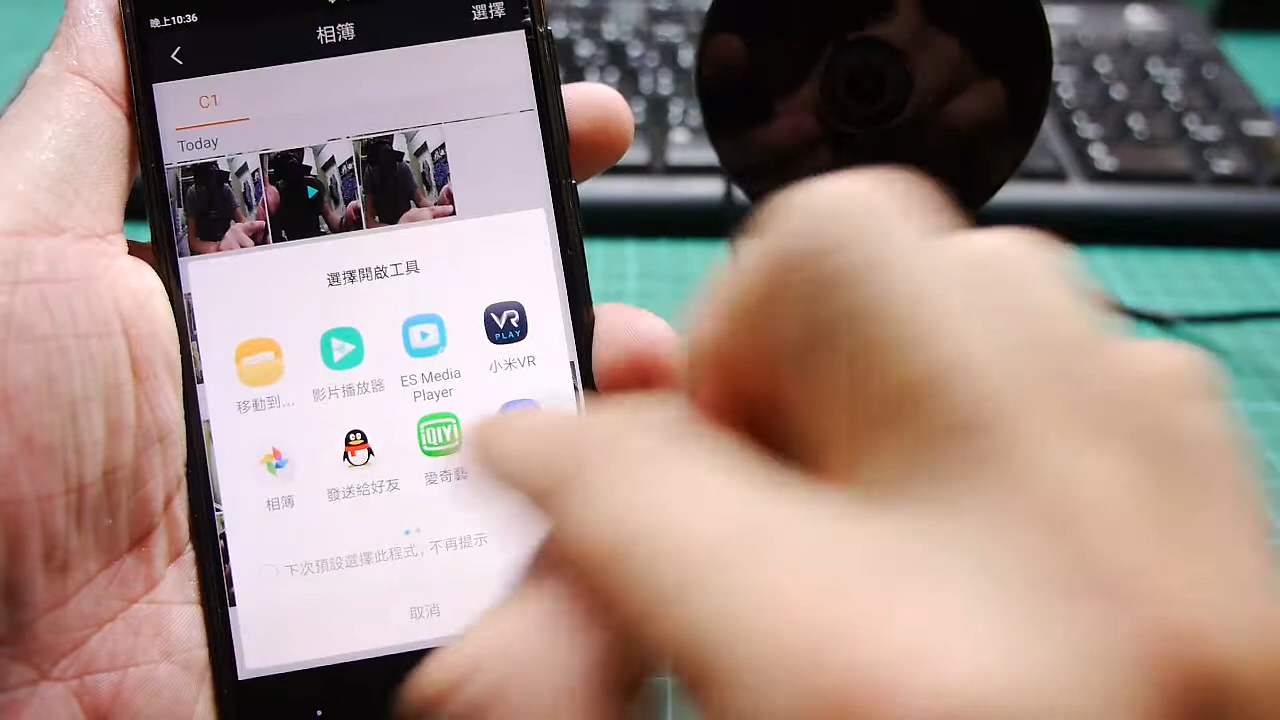 晚上10:36
相簿
選擇
C1
Today
選擇開啟工具
VR
PLAY
移動到...
影片播放器
ES Media
Player
小米VR
iQIYI
相簿
發送給好友
愛奇藝
下次預設選擇此程式，不再提示
取消